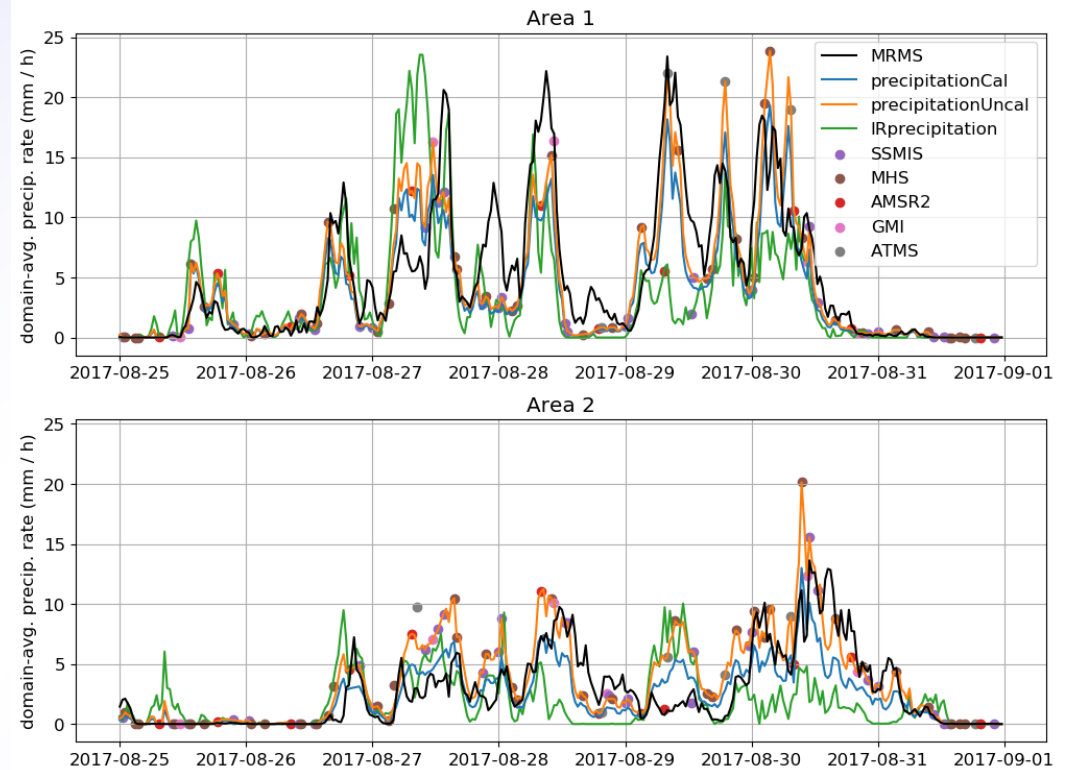 Area 1
domain-avg. precip. rate (mm / h)
25
20
15
10
5
0
MRMS
precipitationCal
precipitationUncal
IRprecipitation
SSMIS
MHS
AMSR2
GMI
ATMS
2017-08-25 2017-08-26 2017-08-27 2017-08-28 2017-08-29 2017-08-30 2017-08-31 2017-09-01
Area 2
domain-avg. precip. rate (mm / h)
25
20
15
10
5
0
2017-08-25 2017-08-26 2017-08-27 2017-08-28 2017-08-29 2017-08-30 2017-08-31 2017-09-01